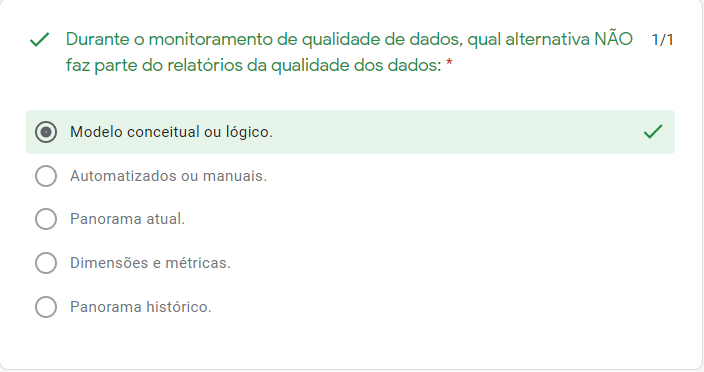 Durante o monitoramento de qualidade de dados, qual alternativa NÃO 1/1
faz parte do relatórios da qualidade dos dados: *
Modelo conceitual ou lógico.
Automatizados ou manuais.
Panorama atual.
Dimensões e métricas.
Panorama histórico.